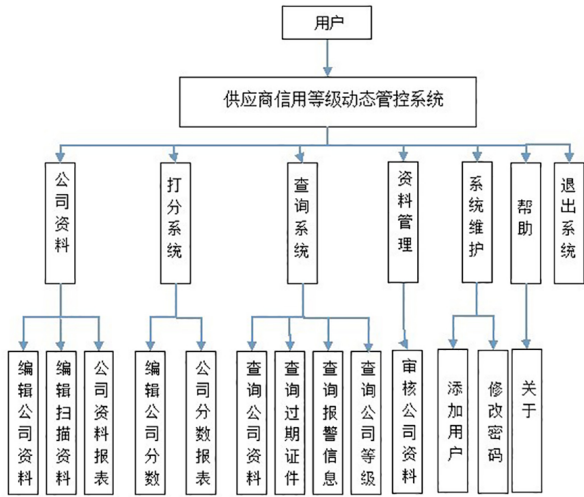 用户
供应商信用等级动态管控系统
公司资料
打分系统
查询系统
资料管理
系统维护
帮助
退出系统
编辑公司资料
编辑扫描资料
公司资料报表
编辑公司分数
公司分数报表
查询公司资料
查询过期证件
查询报警信息
查询公司等级
审核公司资料
添加用户
修改密码
关于